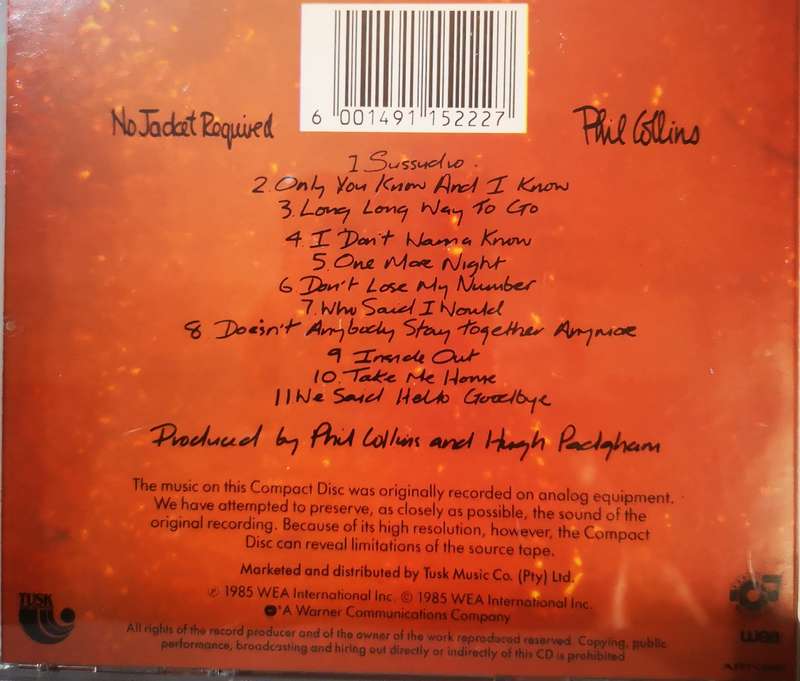 6 001491 152227
No Jacket Required
Phil Collins
1 Sussudio
2. Only You Know And I Know
3. Long Long Way To Go
4. I Don't Wanna Know
5. One More Night
6 Don't Lose My Number
7. Who Said I Would
8 Doesn't Anybody Stay Together Anymore
9 Inside Out
10. Take Me Home
11 We Said Hello Goodbye
Produced by Phil Collins and Hugh Padgham
The music on this Compact Disc was originally recorded on analog equipment.
We have attempted to preserve, as closely as possible, the sound of the
original recording. Because of its high resolution, however, the Compact
Disc can reveal limitations of the source tape.
Marketed and distributed by Tusk Music Co. (Pty) Ltd.
℗ 1985 WEA International Inc. © 1985 WEA International Inc.
A Warner Communications Company
TUSK
wea
All rights of the record producer and of the owner of the work reproduced reserved. Copying, public
performance, broadcasting and hiring out directly or indirectly of this CD is prohibited